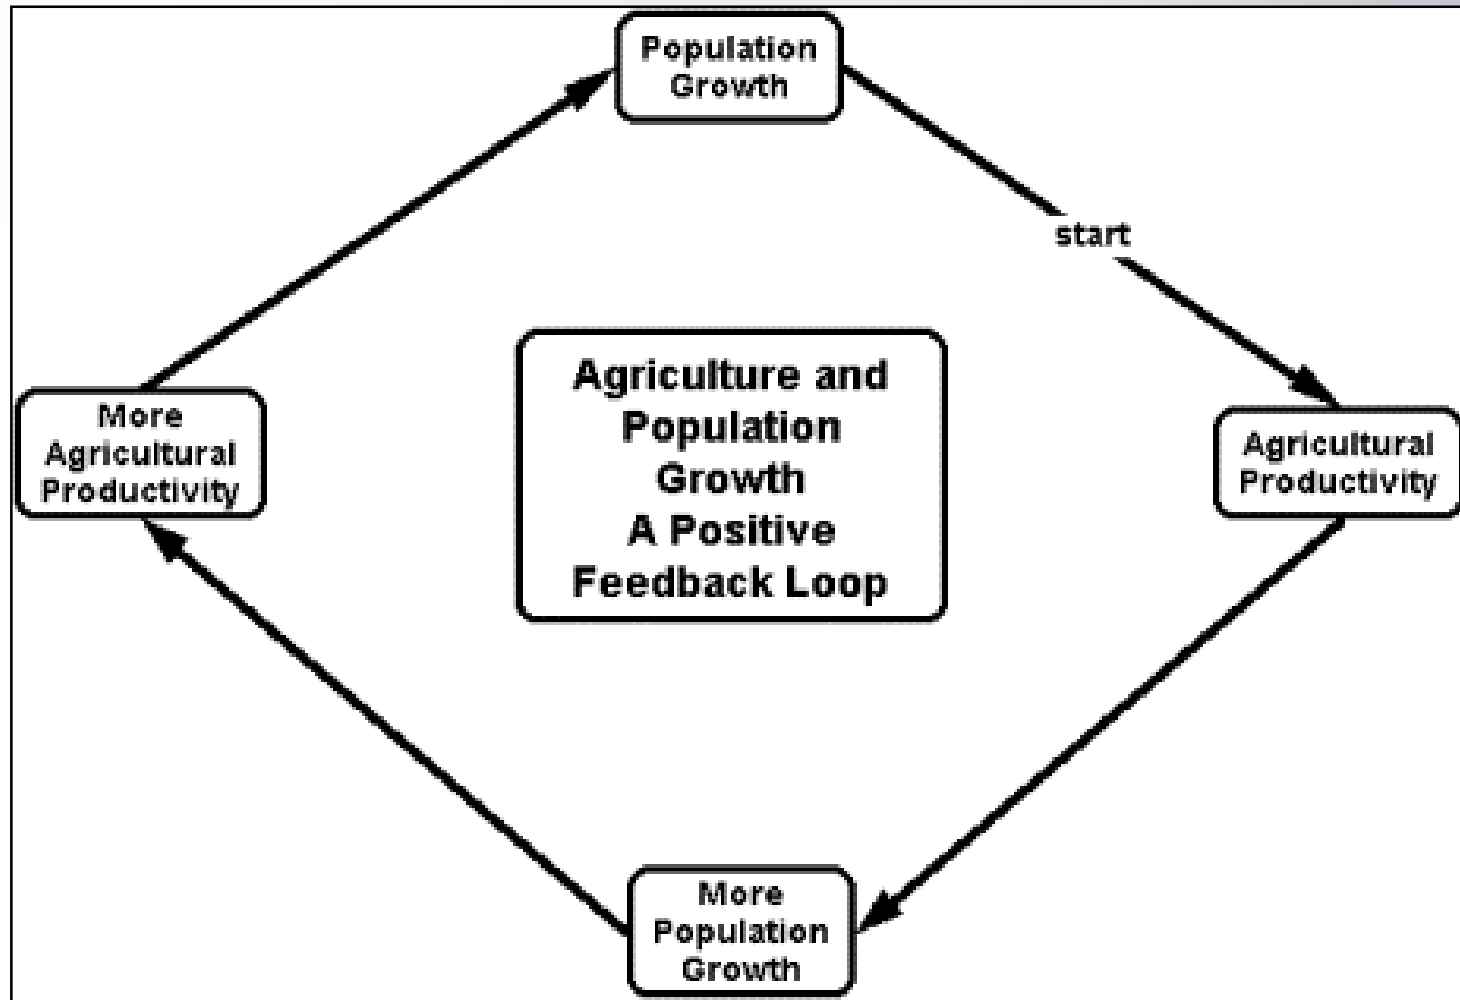 Population
Growth
start
Agricultural
Productivity
More
Population
Growth
More
Agricultural
Productivity
Agriculture and
Population
Growth
A Positive
Feedback Loop